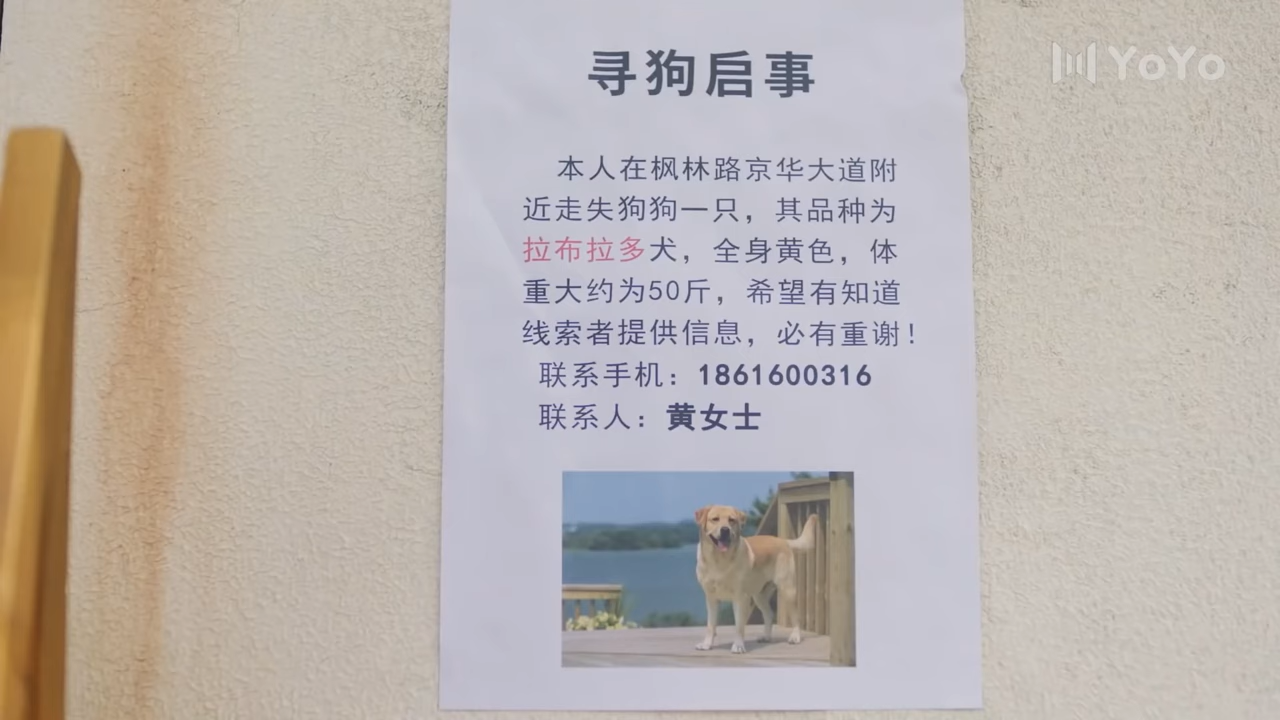 寻狗启事
本人在枫林路京华大道附
近走失狗狗一只，其品种为
拉布拉多犬，全身黄色，体
重大约为50斤，希望有知道
线索者提供信息，必有重谢！
联系手机：1861600316
联系人：黄女士
YoYo